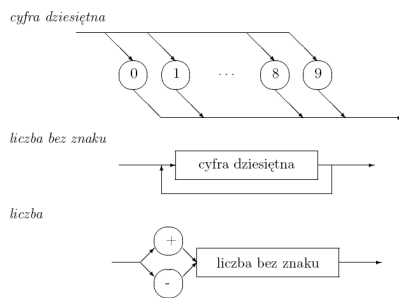 cyfra dziesiętna
0 1 ... 8 9
liczba bez znaku
cyfra dziesiętna
liczba
+
liczba bez znaku
-